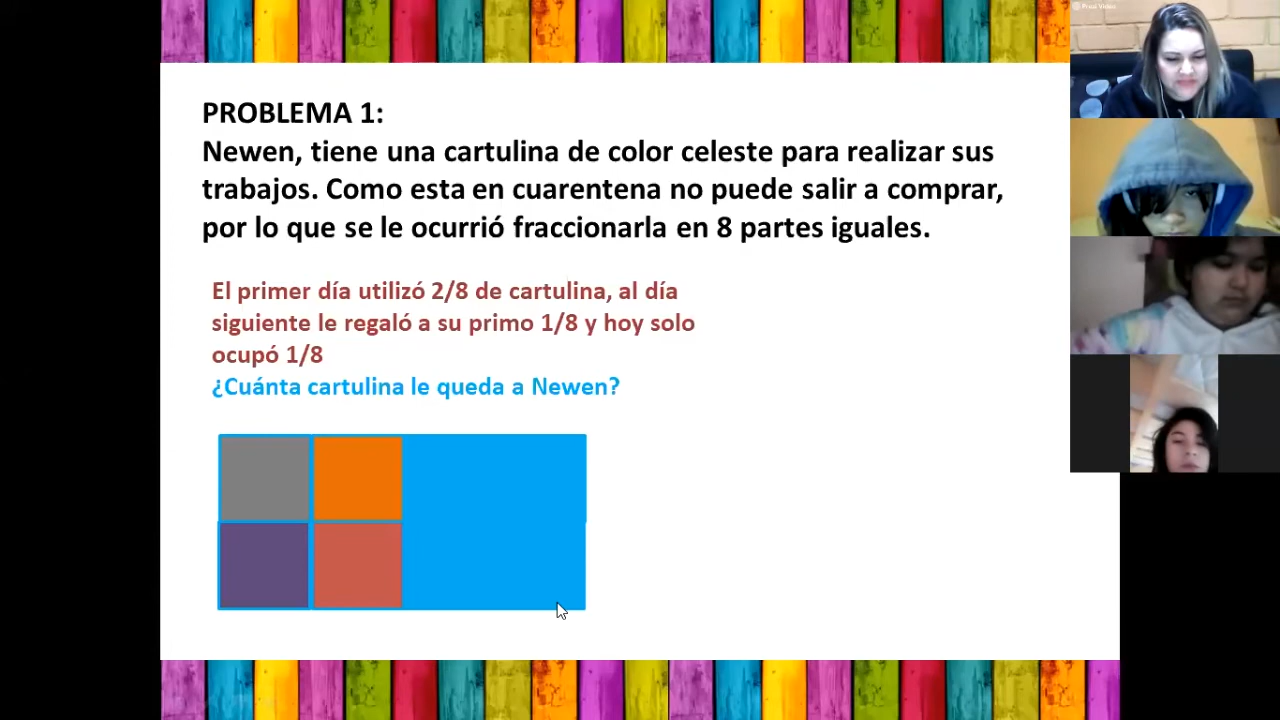 PROBLEMA 1:
Newen, tiene una cartulina de color celeste para realizar sus
trabajos. Como esta en cuarentena no puede salir a comprar,
por lo que se le ocurrió fraccionarla en 8 partes iguales.
El primer día utilizó 2/8 de cartulina, al día
siguiente le regaló a su primo 1/8 y hoy solo
ocupó 1/8
¿Cuánta cartulina le queda a Newen?